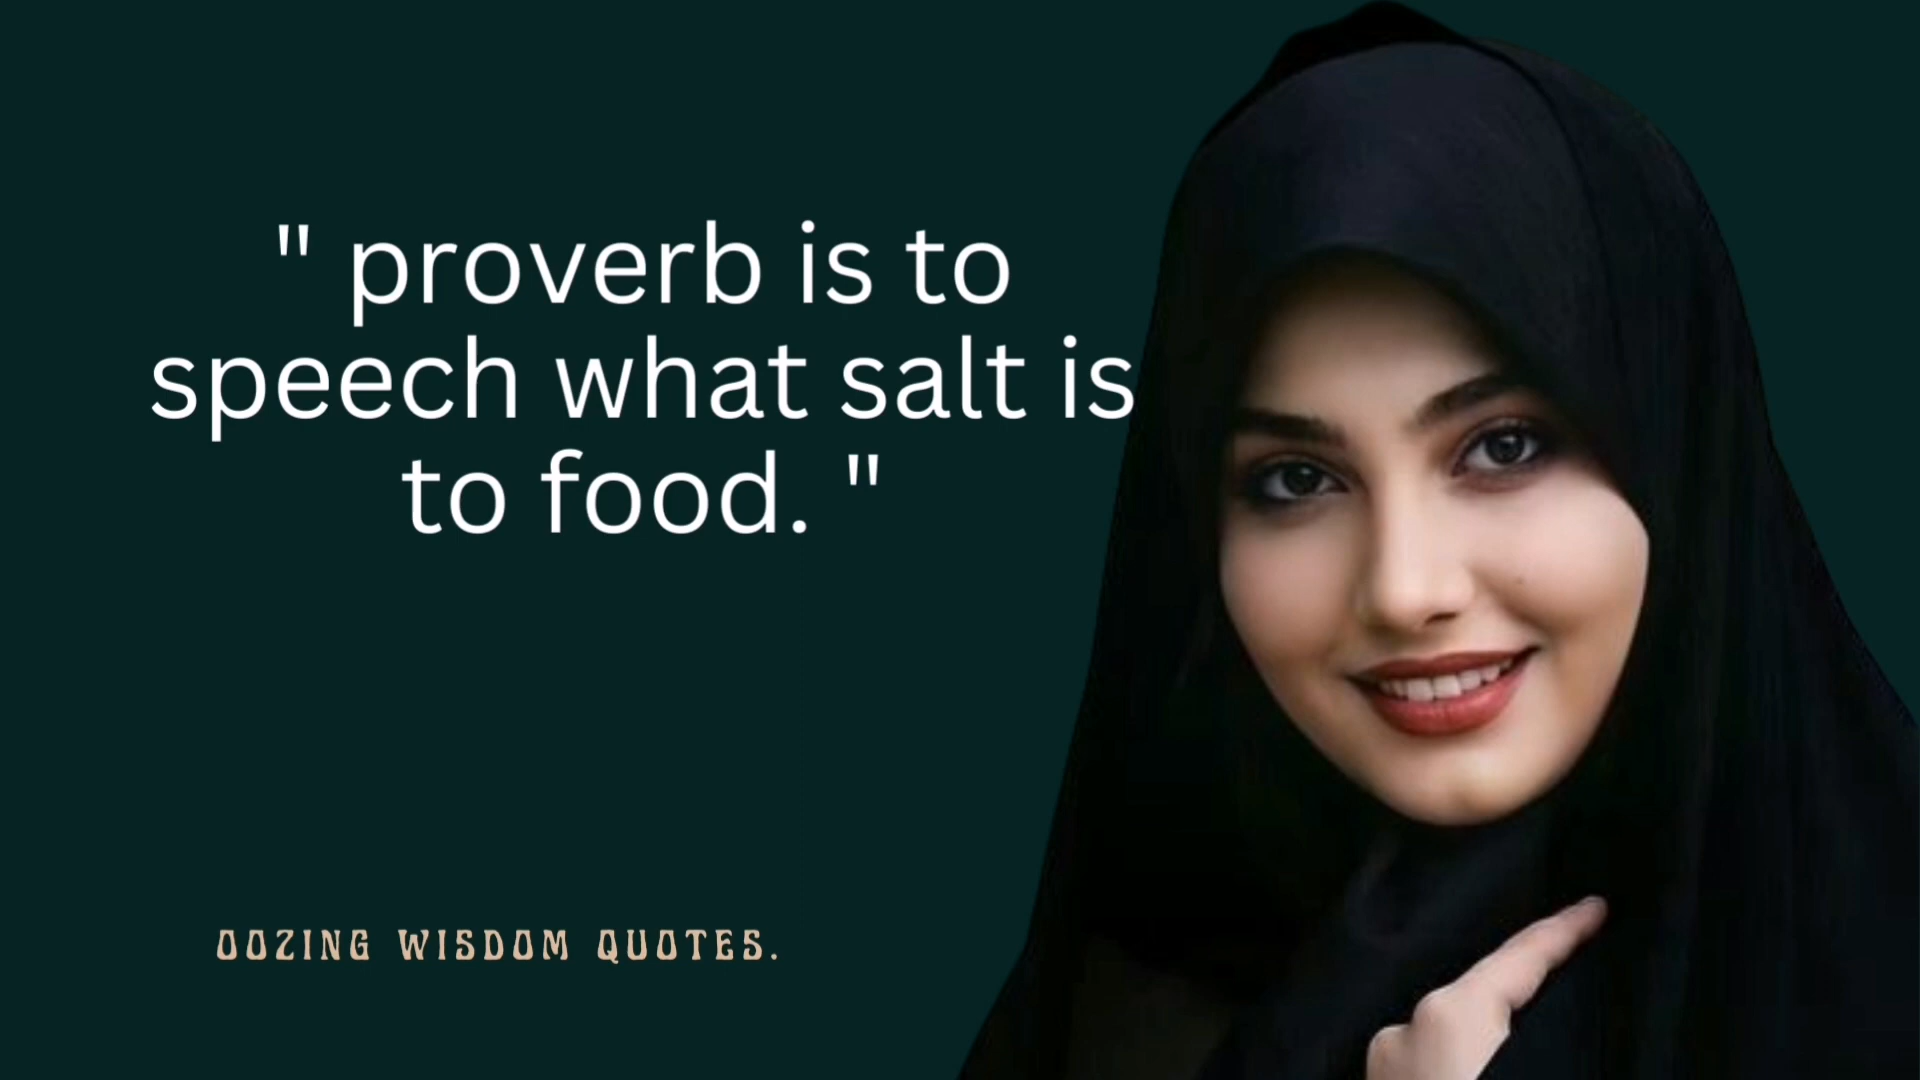 " proverb is to
speech what salt is
to food. "
OOZING WISDOM QUOTES.